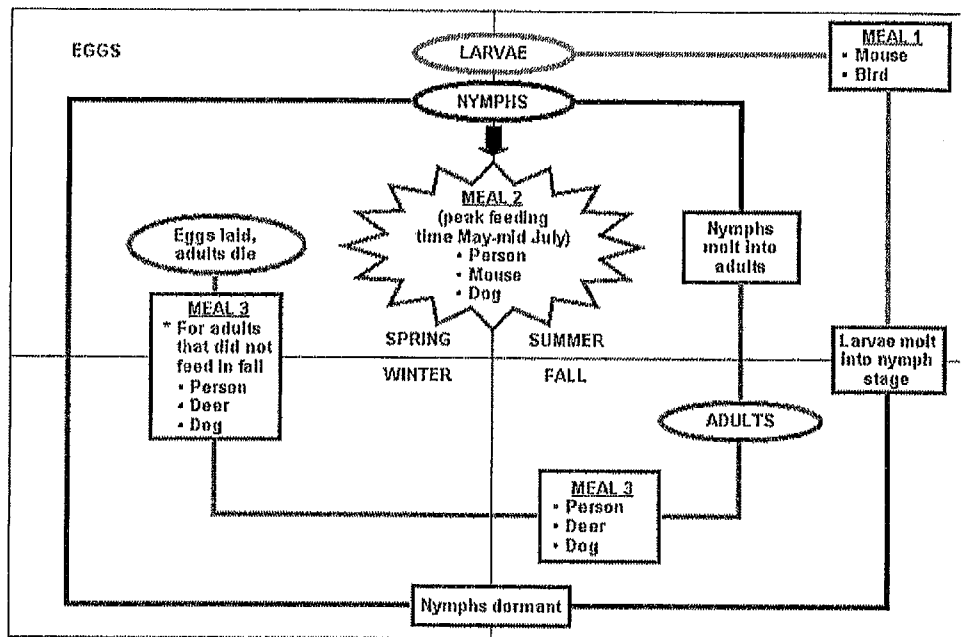 EGGS
LARVAE
MEAL 1
▪ Mouse
▪ Bird
NYMPHS
MEAL 2
(peak feeding
time May-mid July)
▪ Person
▪ Mouse
▪ Dog
Nymphs
molt into
adults
Eggs laid,
adults die
MEAL 3
* For adults
that did not
feed in fall
▪ Person
▪ Deer
▪ Dog
SPRING
SUMMER
WINTER
FALL
Larvae molt
into nymph
stage
ADULTS
MEAL 3
▪ Person
▪ Deer
▪ Dog
Nymphs dormant